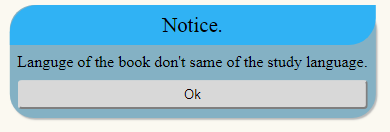 Notice.
Languge of the book don't same of the study language.
Ok